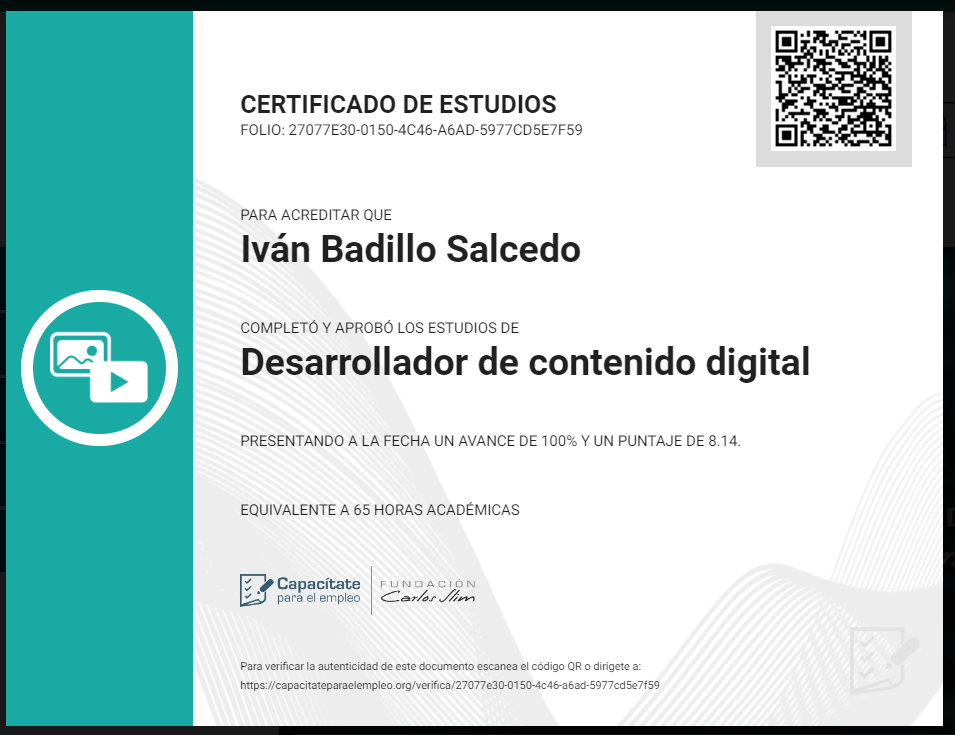 CERTIFICADO DE ESTUDIOS
FOLIO: 27077E30-0150-4C46-A6AD-5977CD5E7F59
PARA ACREDITAR QUE
Iván Badillo Salcedo
COMPLETÓ Y APROBÓ LOS ESTUDIOS DE
Desarrollador de contenido digital
PRESENTANDO A LA FECHA UN AVANCE DE 100% Y UN PUNTAJE DE 8.14.
EQUIVALENTE A 65 HORAS ACADÉMICAS
Capacítate
para el empleo
FUNDACIÓN
Carlos Slim
Para verificar la autenticidad de este documento escanea el código QR o dirígete a:
https://capacitateparaelempleo.org/verifica/27077e30-0150-4c46-a6ad-5977cd5e7f59